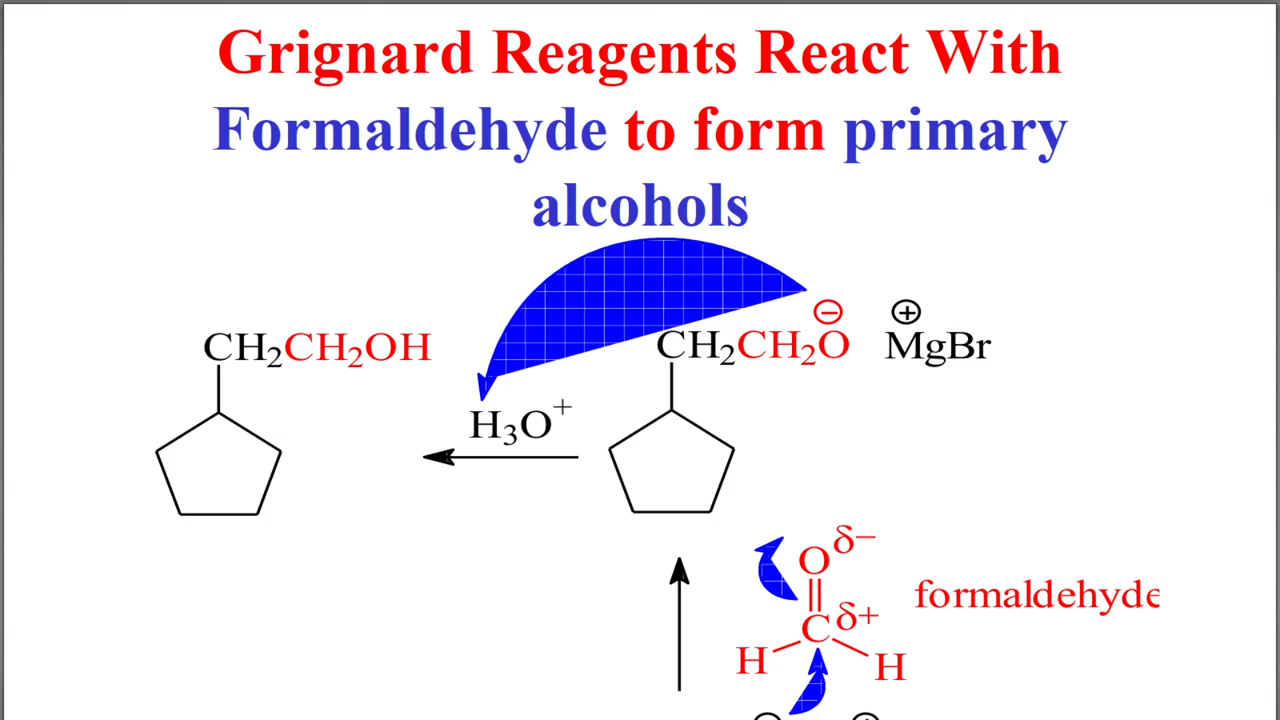 Grignard Reagents React With
Formaldehyde to form primary
alcohols
⊖ ⊕
CH₂CH₂OH CH₂CH₂O MgBr
H₃O⁺
δ−
O
formaldehyde
C δ+
H H
⊖ ⊕